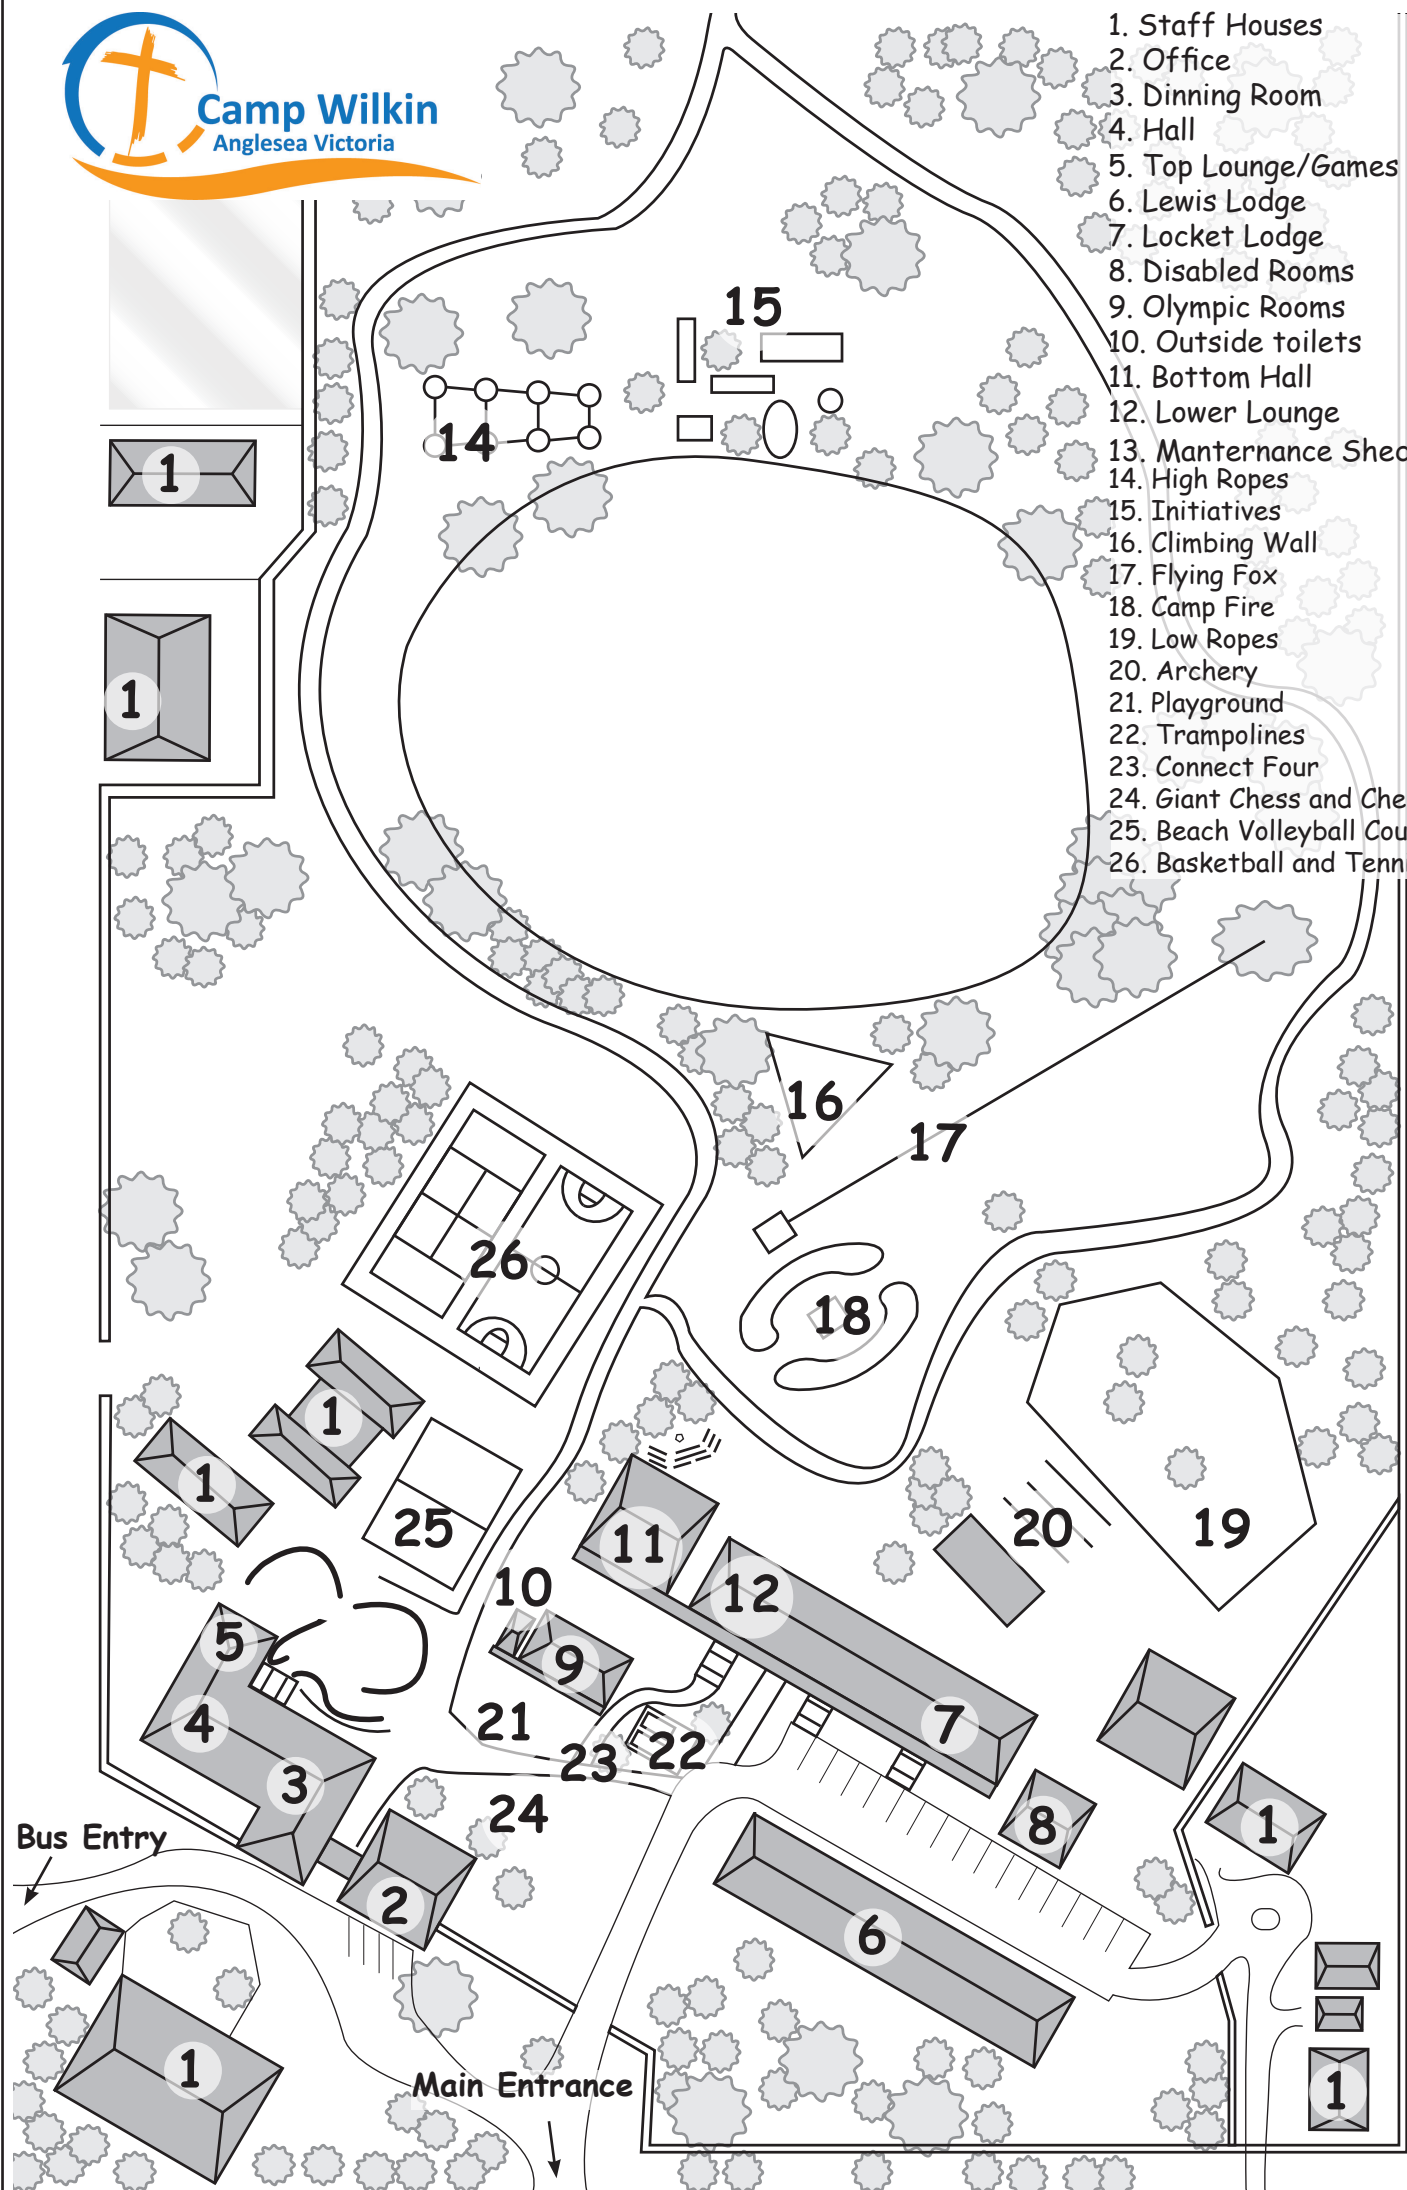 Camp Wilkin
Anglesea Victoria
1. Staff Houses
2. Office
3. Dinning Room
4. Hall
5. Top Lounge/Games
6. Lewis Lodge
7. Locket Lodge
8. Disabled Rooms
9. Olympic Rooms
10. Outside toilets
11. Bottom Hall
12. Lower Lounge
13. Manternance Shed
14. High Ropes
15. Initiatives
16. Climbing Wall
17. Flying Fox
18. Camp Fire
19. Low Ropes
20. Archery
21. Playground
22. Trampolines
23. Connect Four
24. Giant Chess and Che
25. Beach Volleyball Cou
26. Basketball and Tenn
15
14
1
1
16
17
26
18
1
1
25
20
19
11
10
12
5
9
4
21
7
23
22
3
24
8
1
Bus Entry
2
6
1
Main Entrance
1